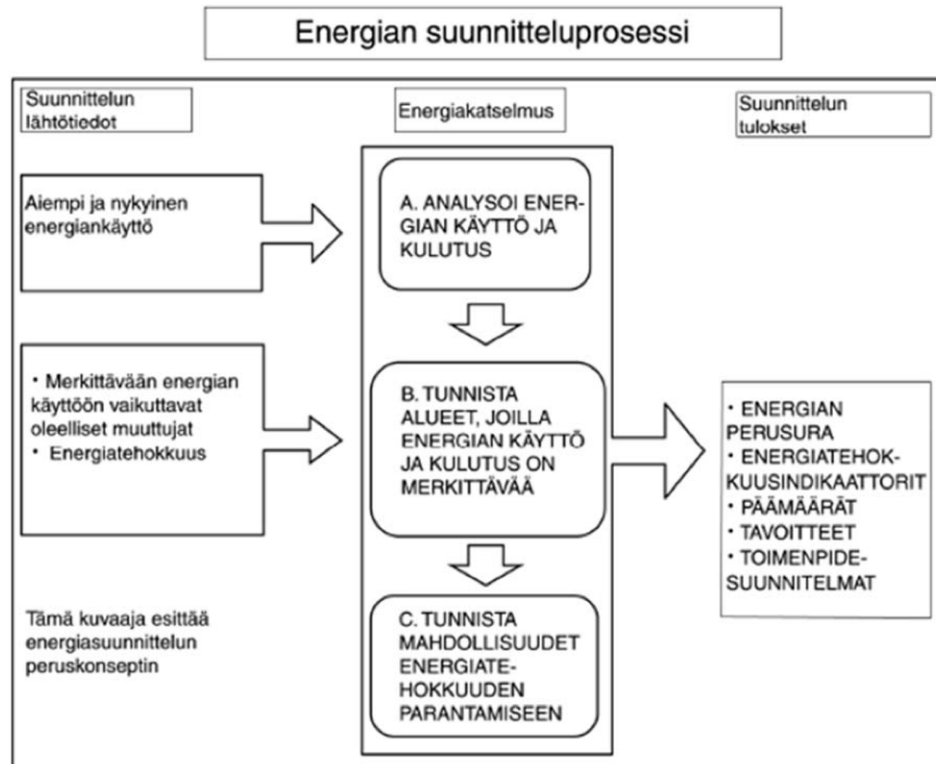 Energian suunnitteluprosessi
Suunnittelun
lähtötiedot
Aiempi ja nykyinen
energiankäyttö
• Merkittävään energian
käyttöön vaikuttavat
oleelliset muuttujat
• Energiatehokkuus
Tämä kuvaaja esittää
energiasuunnittelun
peruskonseptin
Energiakatselmus
A. ANALYSOI ENER-
GIAN KÄYTTÖ JA
KULUTUS
B. TUNNISTA
ALUEET, JOILLA
ENERGIAN KÄYTTÖ
JA KULUTUS ON
MERKITTÄVÄÄ
C. TUNNISTA
MAHDOLLISUUDET
ENERGIATE-
HOKKUUDEN
PARANTAMISEEN
Suunnittelun
tulokset
• ENERGIAN
PERUSURA
• ENERGIATEHOK-
KUUSINDIKAATTORIT
• PÄÄMÄÄRÄT
• TAVOITTEET
• TOIMENPIDE-
SUUNNITELMAT